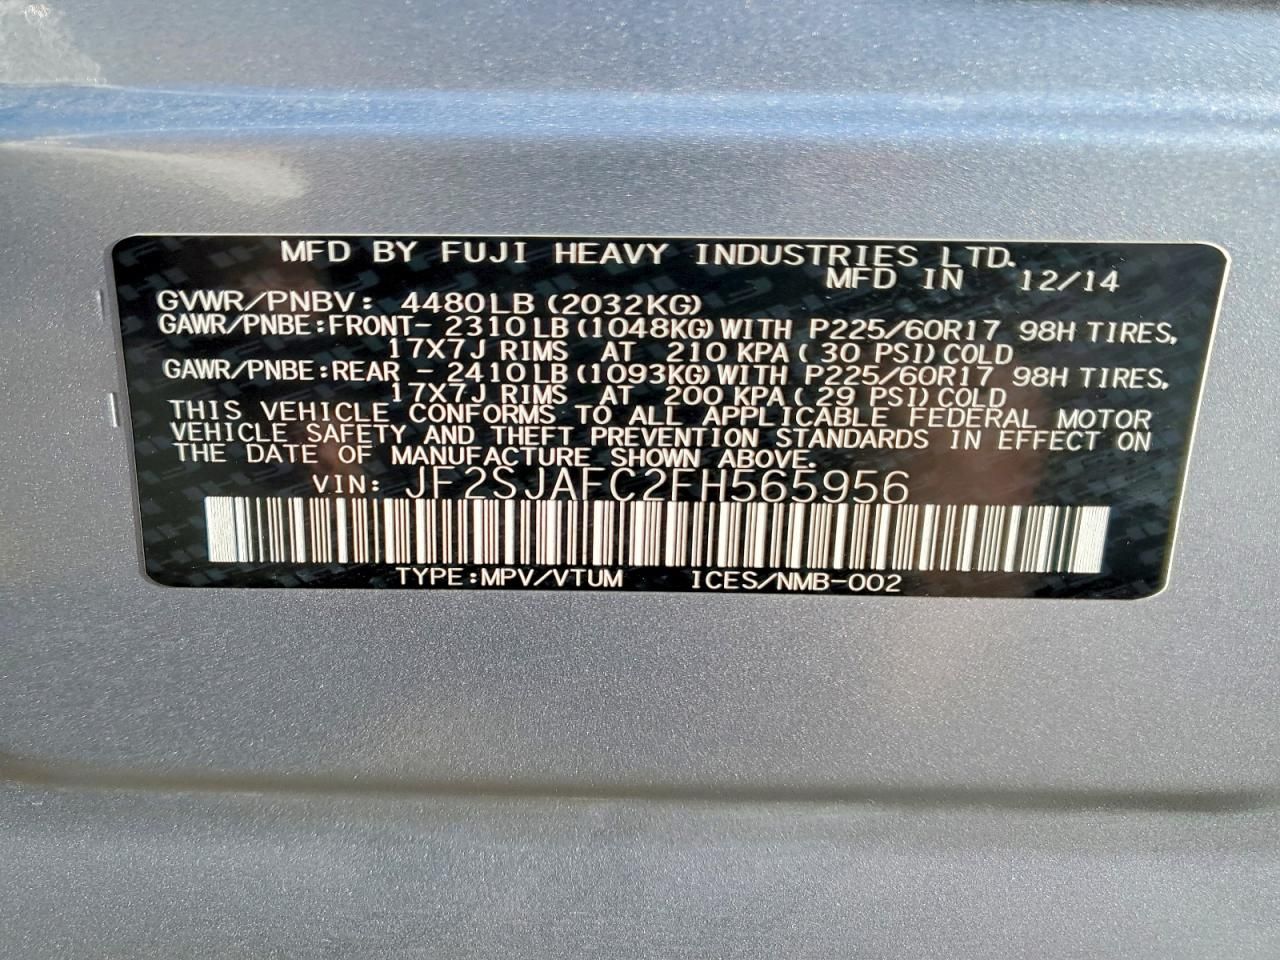 MFD BY FUJI HEAVY INDUSTRIES LTD.
MFD IN 12/14
GVWR/PNBV: 4480LB (2032KG)
GAWR/PNBE:FRONT- 2310LB (1048KG) WITH P225/60R17 98H TIRES,
17X7J RIMS AT 210 KPA ( 30 PSI) COLD
GAWR/PNBE:REAR - 2410LB (1093KG) WITH P225/60R17 98H TIRES,
17X7J RIMS AT 200 KPA ( 29 PSI) COLD
THIS VEHICLE CONFORMS TO ALL APPLICABLE FEDERAL MOTOR
VEHICLE SAFETY AND THEFT PREVENTION STANDARDS IN EFFECT ON
THE DATE OF MANUFACTURE SHOWN ABOVE.
VIN: JF2SJAFC2FH565956
TYPE:MPV/VTUM ICES/NMB-002